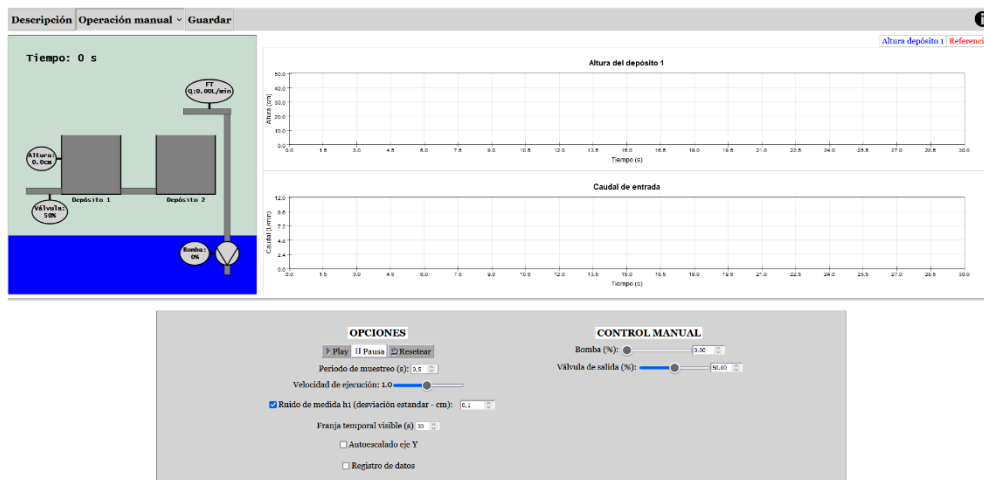 Descripción Operación manual Guardar
Altura depósito 1 Referenci
Tiempo: 0 s
FT
Q:0.00L/min
Altura:
0.0cm
Depósito 1
Depósito 2
Válvula:
50%
Bomba:
0%
Altura del depósito 1
Altura (cm)
50.0
40.0
30.0
20.0
10.0
0.0
0.0 1.5 3.0 4.5 6.0 7.5 9.0 10.5 12.0 13.5 15.0 16.5 18.0 19.5 21.0 22.5 24.0 25.5 27.0 28.5 30.0
Tiempo (s)
Caudal de entrada
Caudal (L/min)
12.0
9.6
7.2
4.8
2.4
0.0
0.0 1.5 3.0 4.5 6.0 7.5 9.0 10.5 12.0 13.5 15.0 16.5 18.0 19.5 21.0 22.5 24.0 25.5 27.0 28.5 30.0
Tiempo (s)
OPCIONES
Play Pausa Resetear
Periodo de muestreo (s): 0,5
Velocidad de ejecución: 1.0
Ruido de medida h1 (desviación estandar - cm): 0,1
Franja temporal visible (s) 30
Autoescalado eje Y
Registro de datos
CONTROL MANUAL
Bomba (%): 0.00
Válvula de salida (%): 50.00